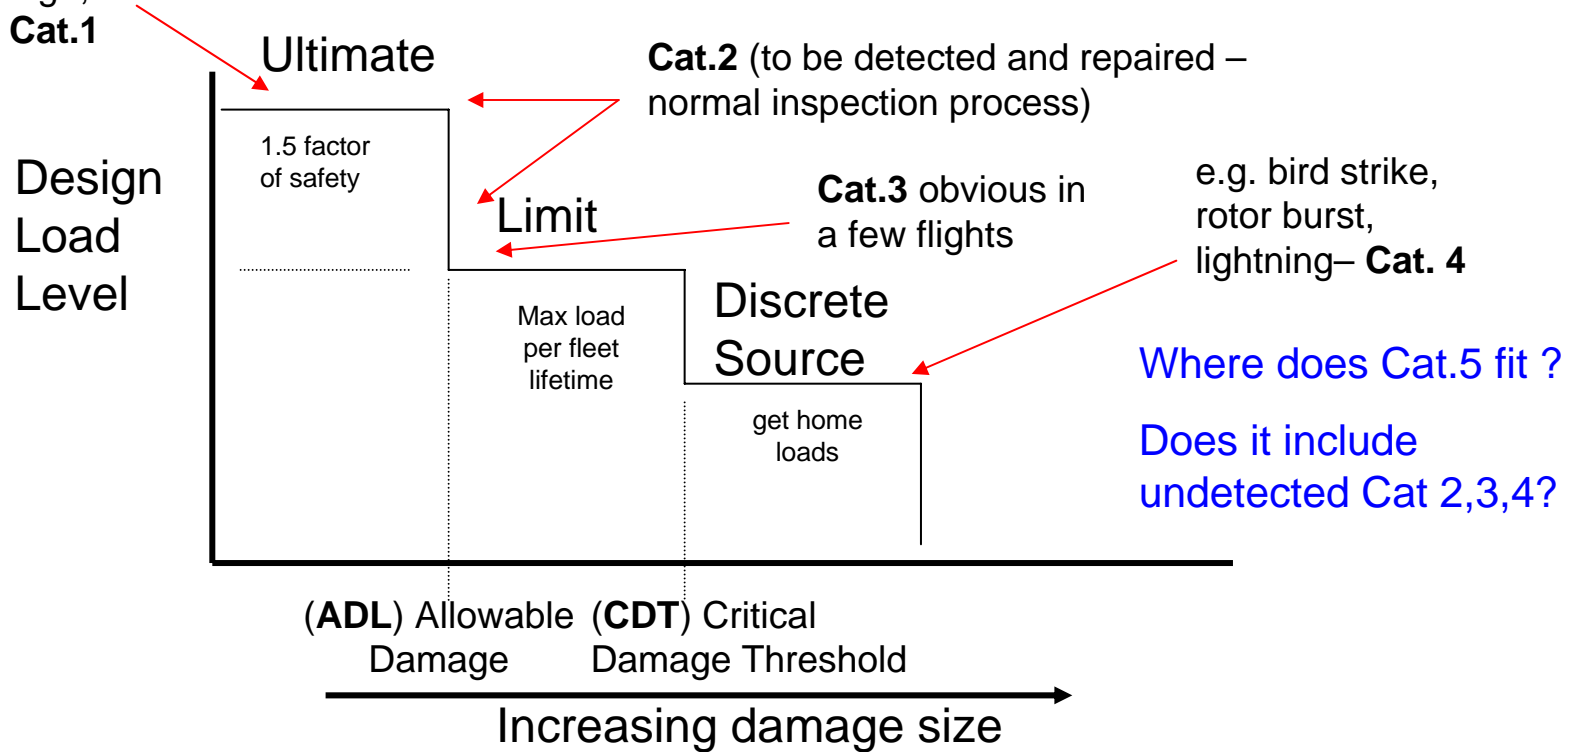 Cat.1
Ultimate
Cat.2 (to be detected and repaired –
normal inspection process)
1.5 factor
of safety
Design
Load
Level
Limit
Cat.3 obvious in
a few flights
e.g. bird strike,
rotor burst,
lightning– Cat. 4
Max load
per fleet
lifetime
Discrete
Source
get home
loads
Where does Cat.5 fit ?
Does it include
undetected Cat 2,3,4?
(ADL) Allowable
Damage
(CDT) Critical
Damage Threshold
Increasing damage size